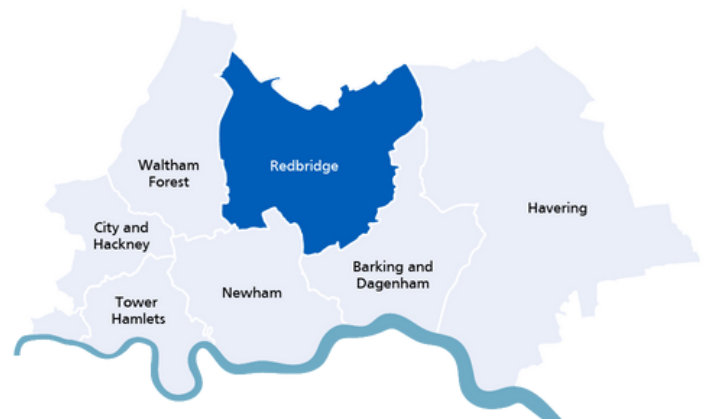 Waltham
Forest
Redbridge
Havering
City and
Hackney
Barking and
Dagenham
Newham
Tower
Hamlets